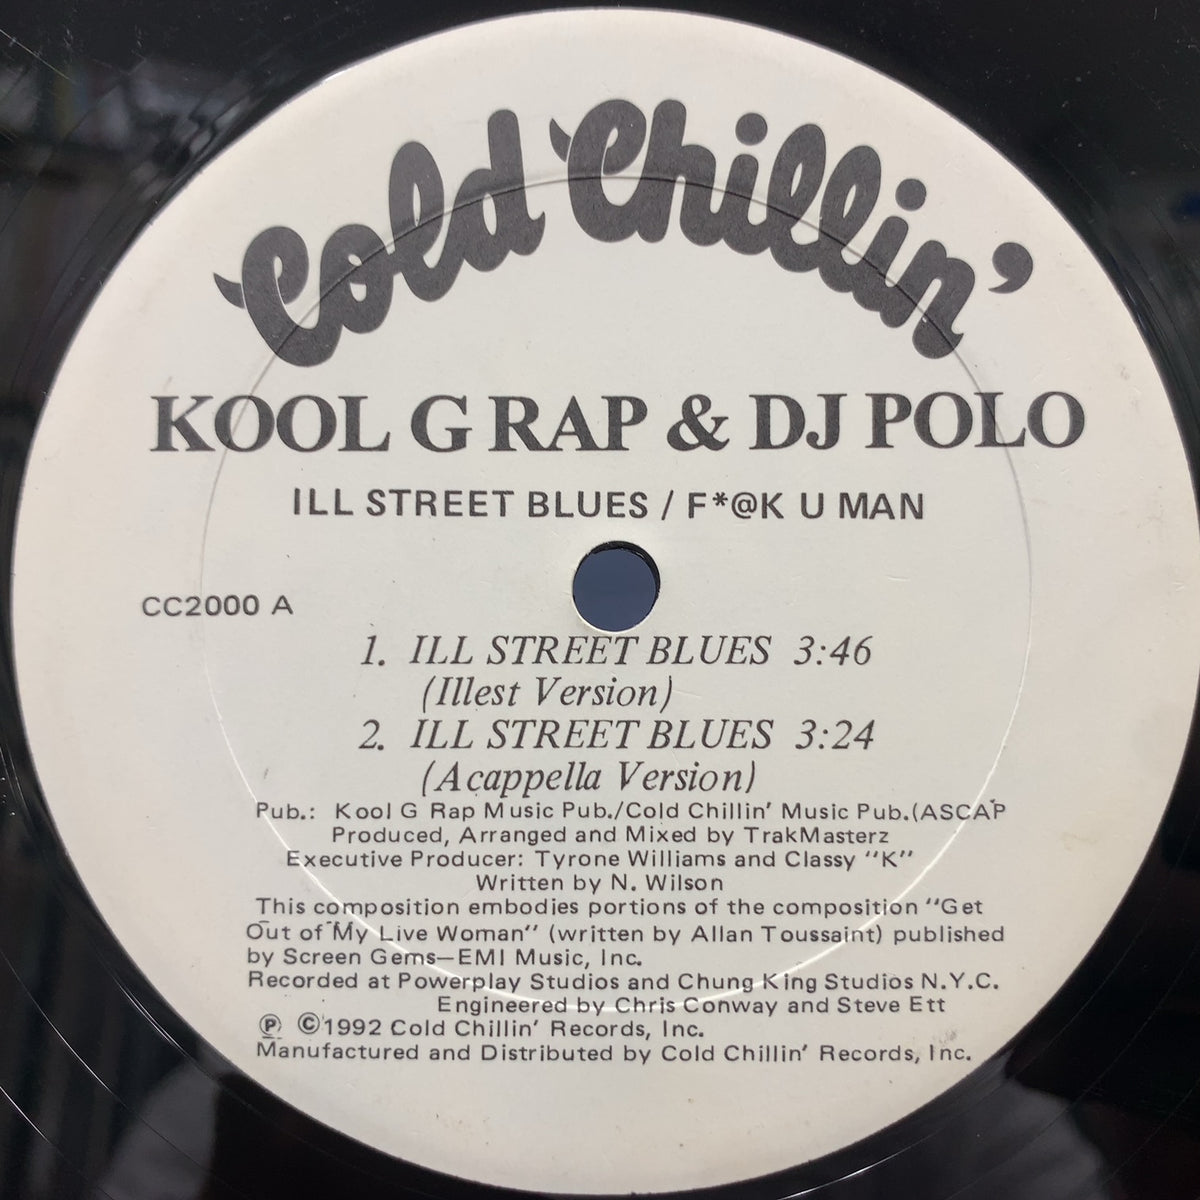 Cold Chillin'
KOOL G RAP & DJ POLO
ILL STREET BLUES / F*@K U MAN
CC2000 A
1. ILL STREET BLUES 3:46
(Illest Version)
2. ILL STREET BLUES 3:24
(Acappella Version)
Pub.: Kool G Rap Music Pub./Cold Chillin' Music Pub.(ASCAP
Produced, Arranged and Mixed by TrakMasterz
Executive Producer: Tyrone Williams and Classy "K"
Written by N. Wilson
This composition embodies portions of the composition "Get
Out of My Live Woman" (written by Allan Toussaint) published
by Screen Gems—EMI Music, Inc.
Recorded at Powerplay Studios and Chung King Studios N.Y.C.
Engineered by Chris Conway and Steve Ett
℗ ©1992 Cold Chillin' Records, Inc.
Manufactured and Distributed by Cold Chillin' Records, Inc.